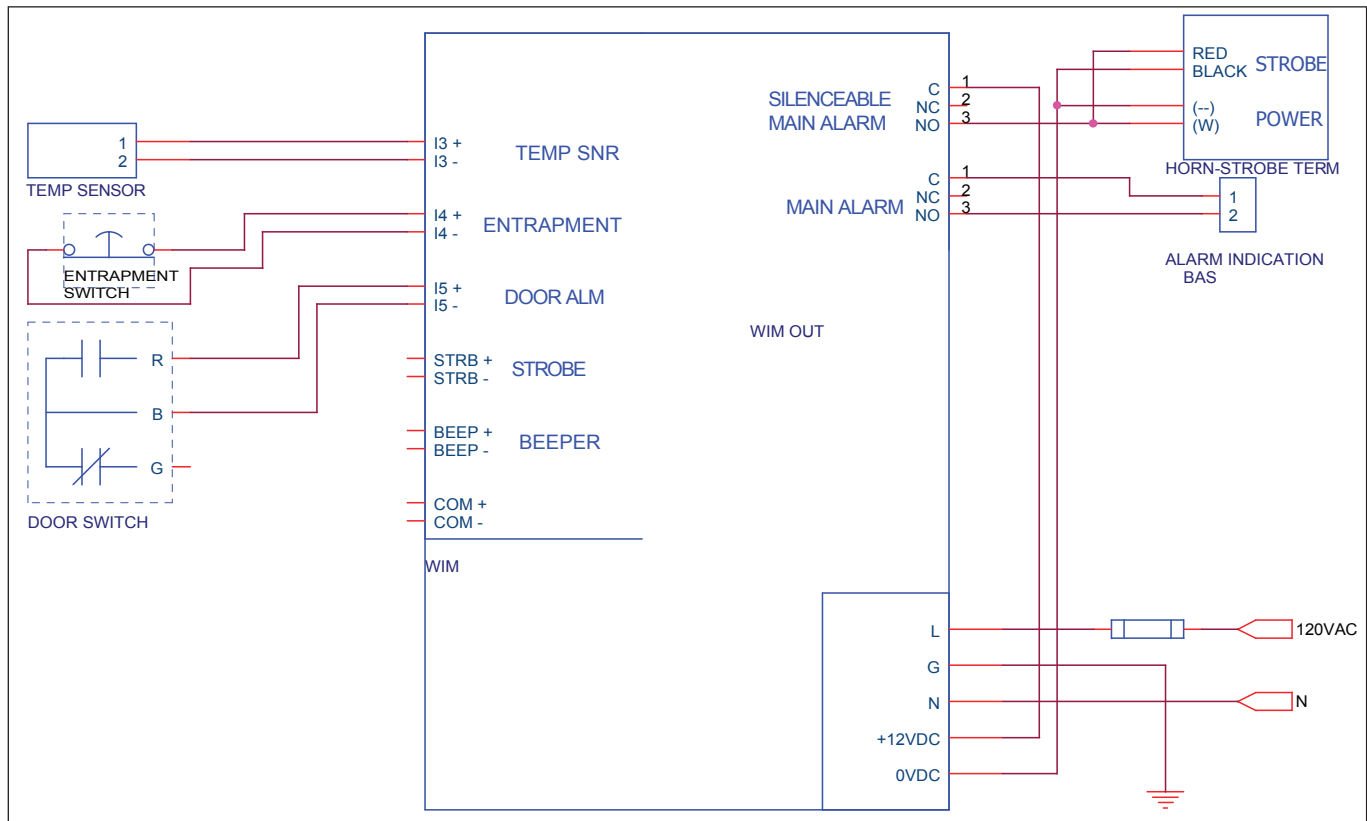 1
2
TEMP SENSOR
ENTRAPMENT
SWITCH
R
B
G
DOOR SWITCH
I3 +
I3 -
TEMP SNR
I4 +
I4 -
ENTRAPMENT
I5 +
I5 -
DOOR ALM
STRB +
STRB -
STROBE
BEEP +
BEEP -
BEEPER
COM +
COM -
WIM
WIM OUT
SILENCEABLE
MAIN ALARM
C 1
NC 2
NO 3
MAIN ALARM
C 1
NC 2
NO 3
RED
BLACK
STROBE
(--)
(W)
POWER
HORN-STROBE TERM
1
2
ALARM INDICATION
BAS
L
G
N
+12VDC
0VDC
120VAC
N